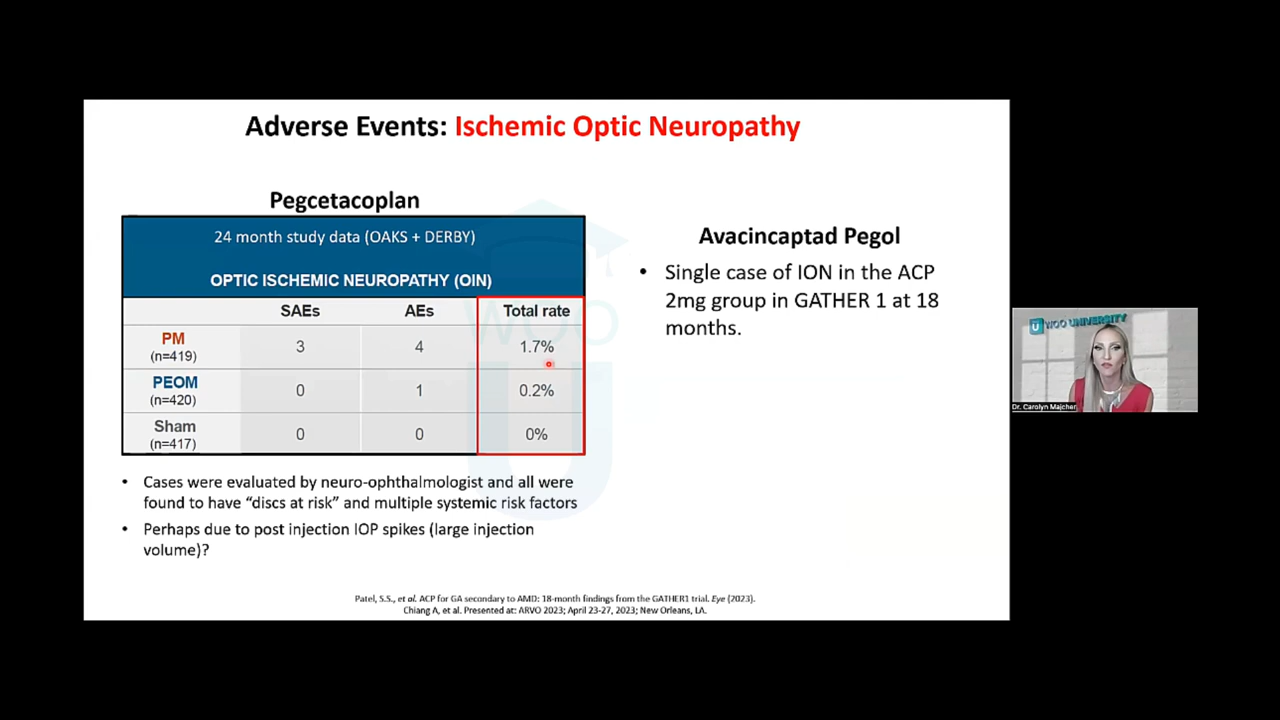 Adverse Events: Ischemic Optic Neuropathy
Pegcetacoplan
24 month study data (OAKS + DERBY)
OPTIC ISCHEMIC NEUROPATHY (OIN)
SAEs AEs Total rate
PM
(n=419) 3 4 1.7%
PEOM
(n=420) 0 1 0.2%
Sham
(n=417) 0 0 0%
Cases were evaluated by neuro-ophthalmologist and all were
found to have “discs at risk” and multiple systemic risk factors
Perhaps due to post injection IOP spikes (large injection
volume)?
Avacincaptad Pegol
Single case of ION in the ACP
2mg group in GATHER 1 at 18
months.
Patel, S.S., et al. ACP for GA secondary to AMD: 18-month findings from the GATHER1 trial. Eye (2023).
Chiang A, et al. Presented at: ARVO 2023; April 23-27, 2023; New Orleans, LA.
WOO
U
U WOO UNIVERSITY
Dr. Carolyn Majcher